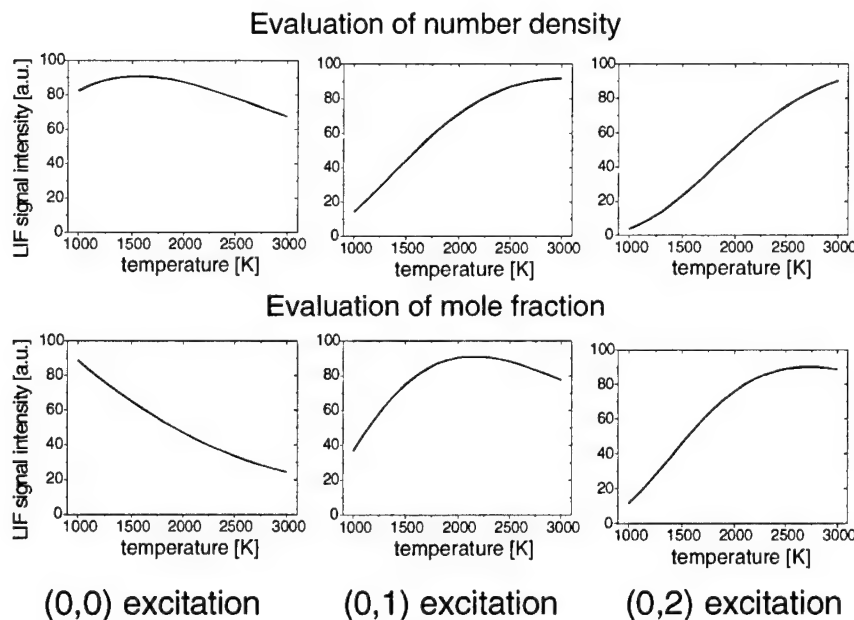 Evaluation of number density
LIF signal intensity [a.u.]
100
80
60
40
20
0
1000 1500 2000 2500 3000
temperature [K]
100
80
60
40
20
0
1000 1500 2000 2500 3000
temperature [K]
100
80
60
40
20
0
1000 1500 2000 2500 3000
temperature [K]
Evaluation of mole fraction
LIF signal intensity [a.u.]
100
80
60
40
20
0
1000 1500 2000 2500 3000
temperature [K]
100
80
60
40
20
0
1000 1500 2000 2500 3000
temperature [K]
100
80
60
40
20
0
1000 1500 2000 2500 3000
temperature [K]
(0,0) excitation (0,1) excitation (0,2) excitation